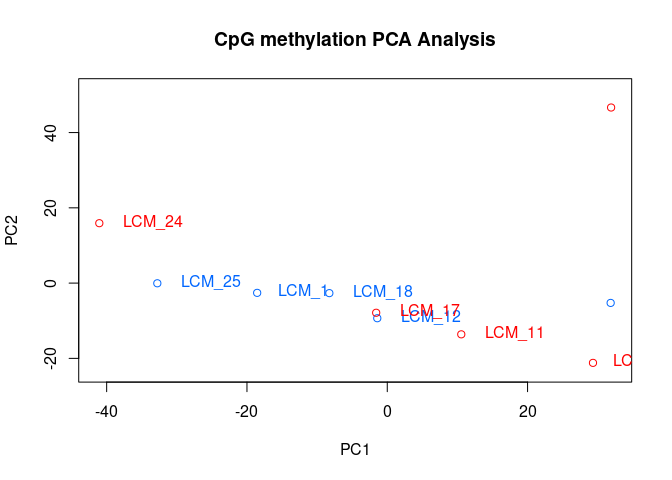 CpG methylation PCA Analysis
PC2
40
20
0
-20
LCM_24
LCM_25
LCM_1
LCM_18
LCM_17
LCM_12
LCM_11
LC
-40
-20
0
20
PC1